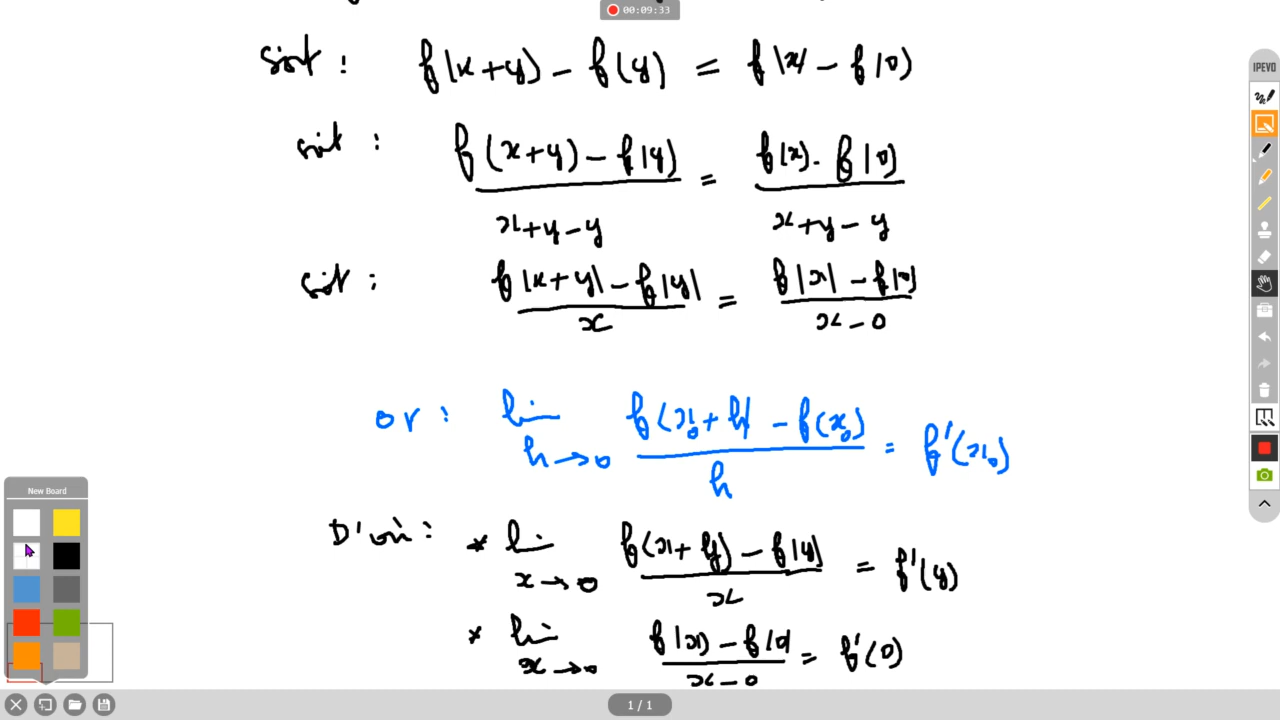 00:09:33
soit : f(x+y) - f(y) = f(x) - f(0)
IPEVO
soit : (f(x+y) - f(y))/(x+y-y) = (f(x) - f(0))/(x+y-y)
soit : (f(x+y) - f(y))/x = (f(x) - f(0))/(x-0)
or : lim h→0 (f(x₀+h) - f(x₀))/h = f'(x₀)
New Board
D'où : * lim x→0 (f(x+y) - f(y))/x = f'(y)
* lim x→0 (f(x) - f(0))/(x-0) = f'(0)
1 / 1